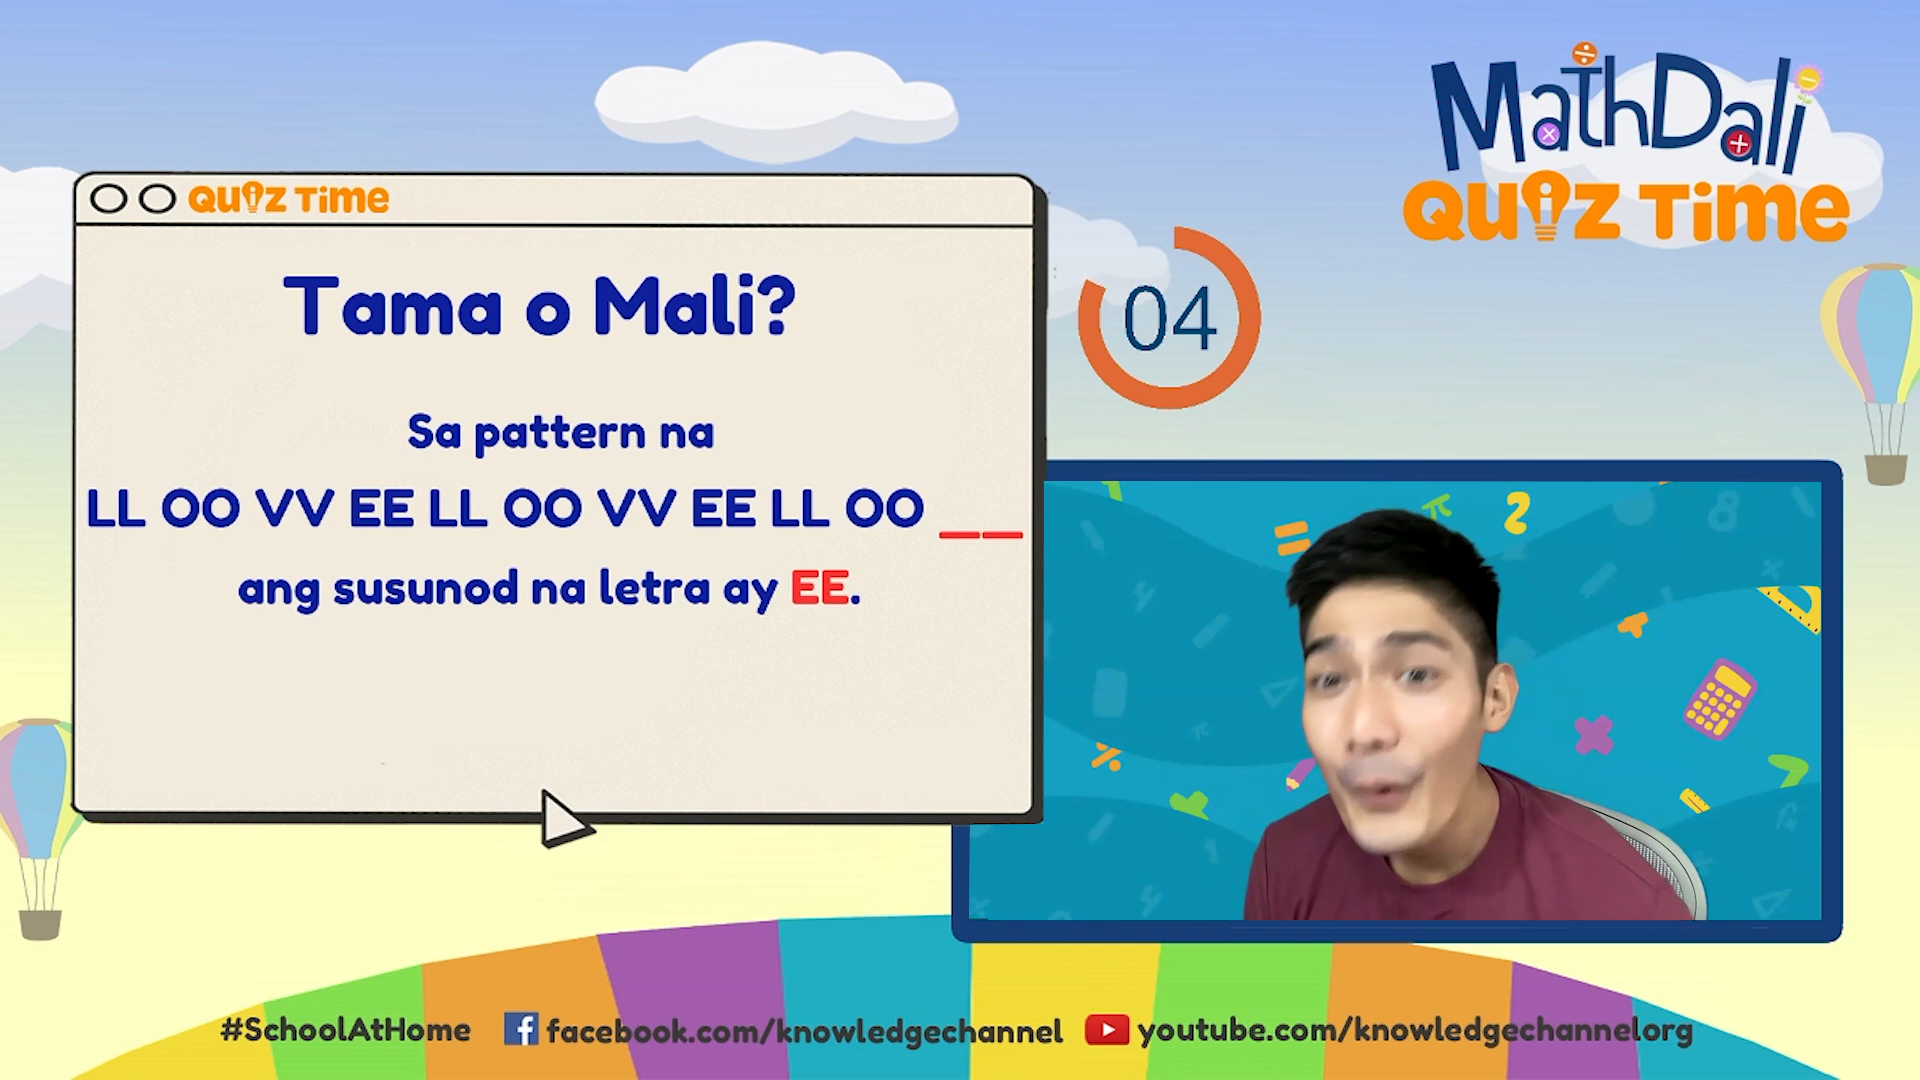 MathDali
QUIZ TIME
QUIZ TIME
Tama o Mali?
Sa pattern na
LL OO VV EE LL OO VV EE LL OO __
ang susunod na letra ay EE.
04
#SchoolAtHome facebook.com/knowledgechannel youtube.com/knowledgechannelorg